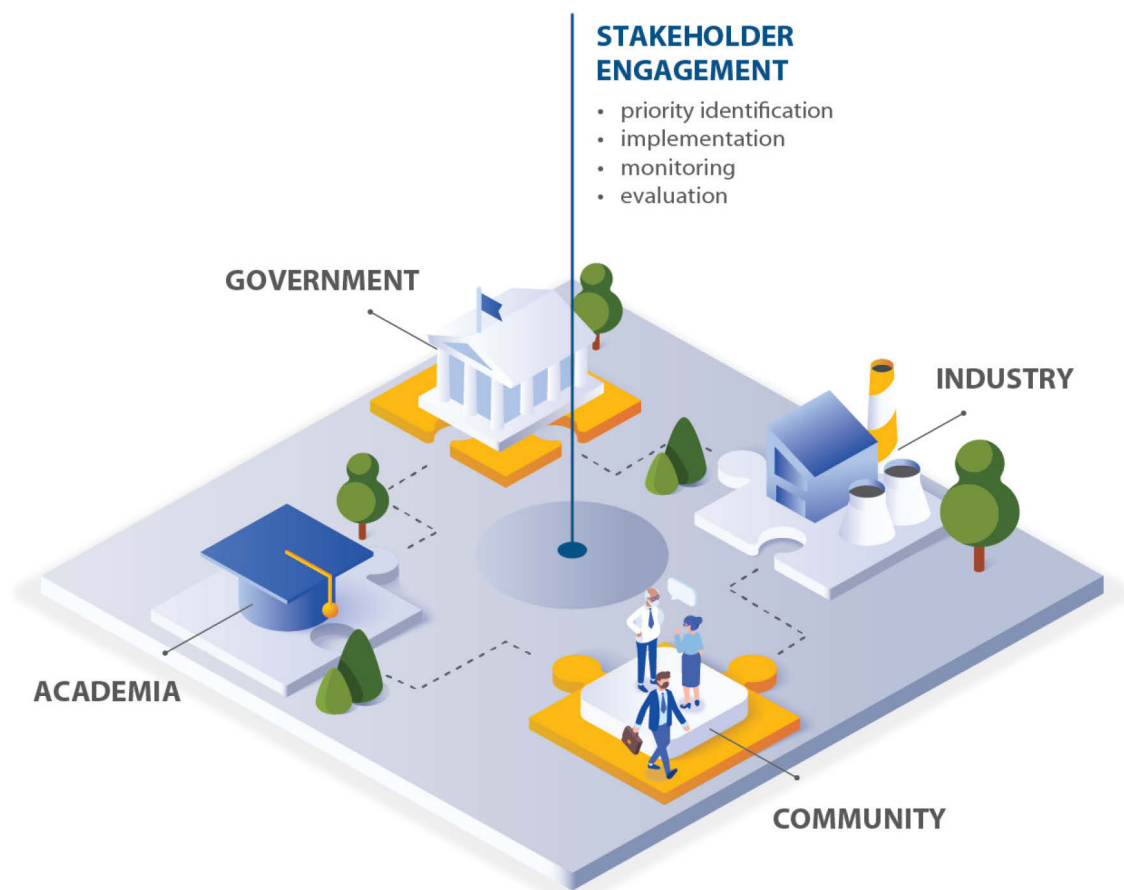 STAKEHOLDER
ENGAGEMENT
• priority identification
• implementation
• monitoring
• evaluation
GOVERNMENT
INDUSTRY
ACADEMIA
COMMUNITY